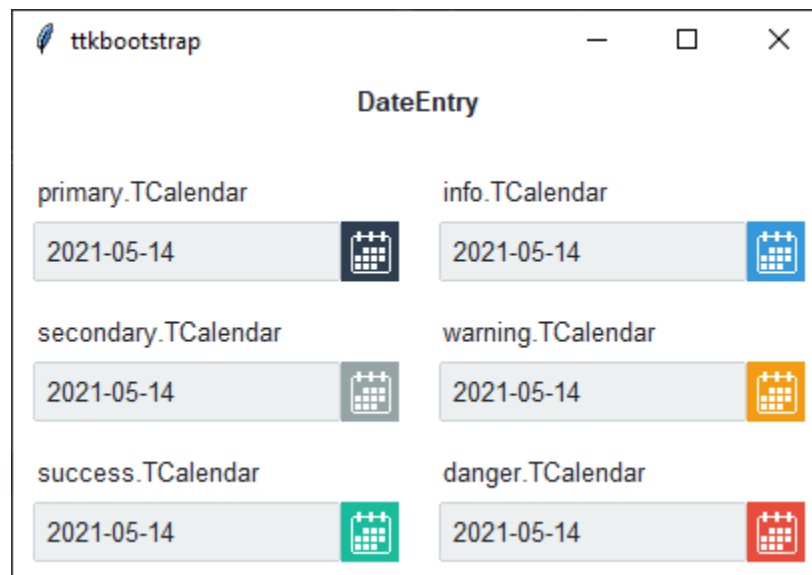 ttkbootstrap
DateEntry
primary.TCalendar
info.TCalendar
2021-05-14
2021-05-14
secondary.TCalendar
warning.TCalendar
2021-05-14
2021-05-14
success.TCalendar
danger.TCalendar
2021-05-14
2021-05-14